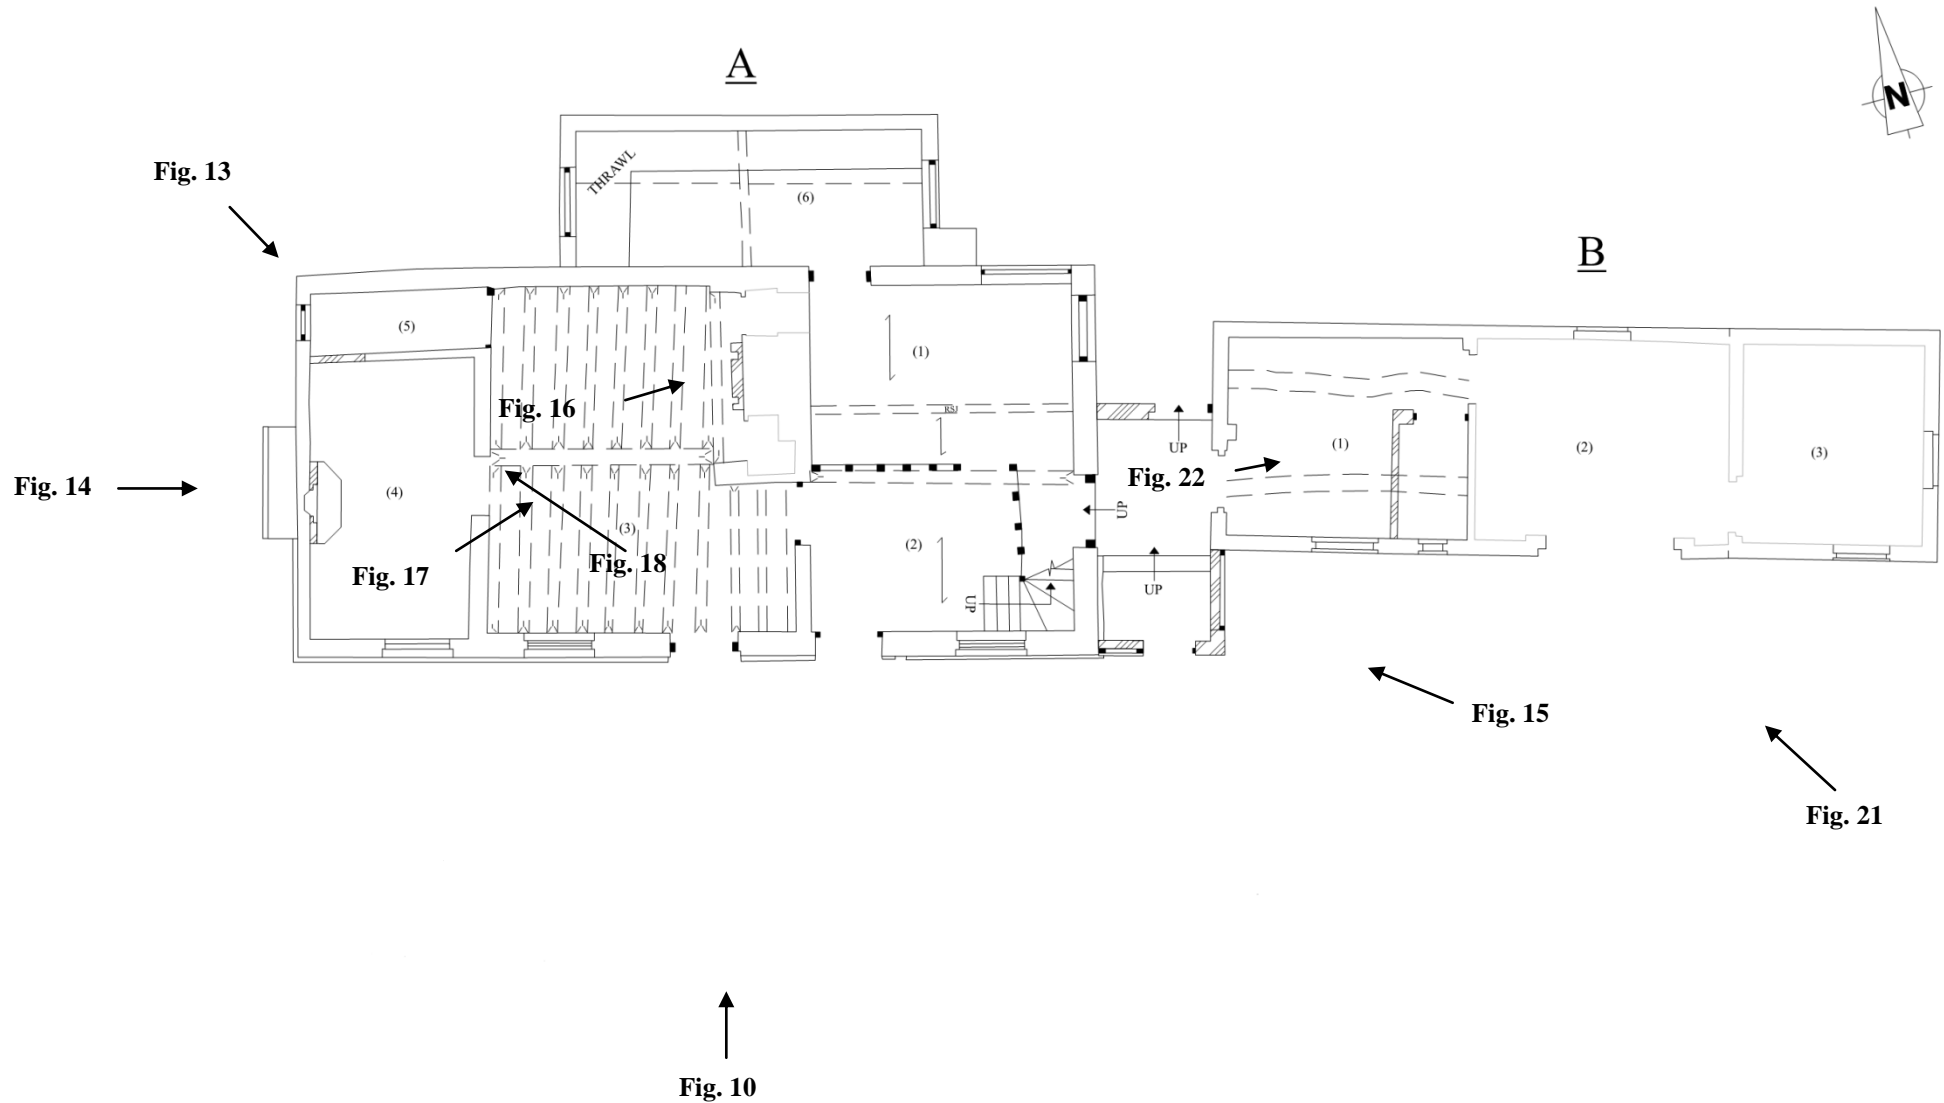 A
N
Fig. 13
THRAWL
(6)
B
(5)
(1)
Fig. 16
RSJ
UP
(1)
(2)
(3)
Fig. 14
(4)
Fig. 22
UP
(3)
(2)
Fig. 17
Fig. 18
UP
UP
Fig. 15
Fig. 21
Fig. 10